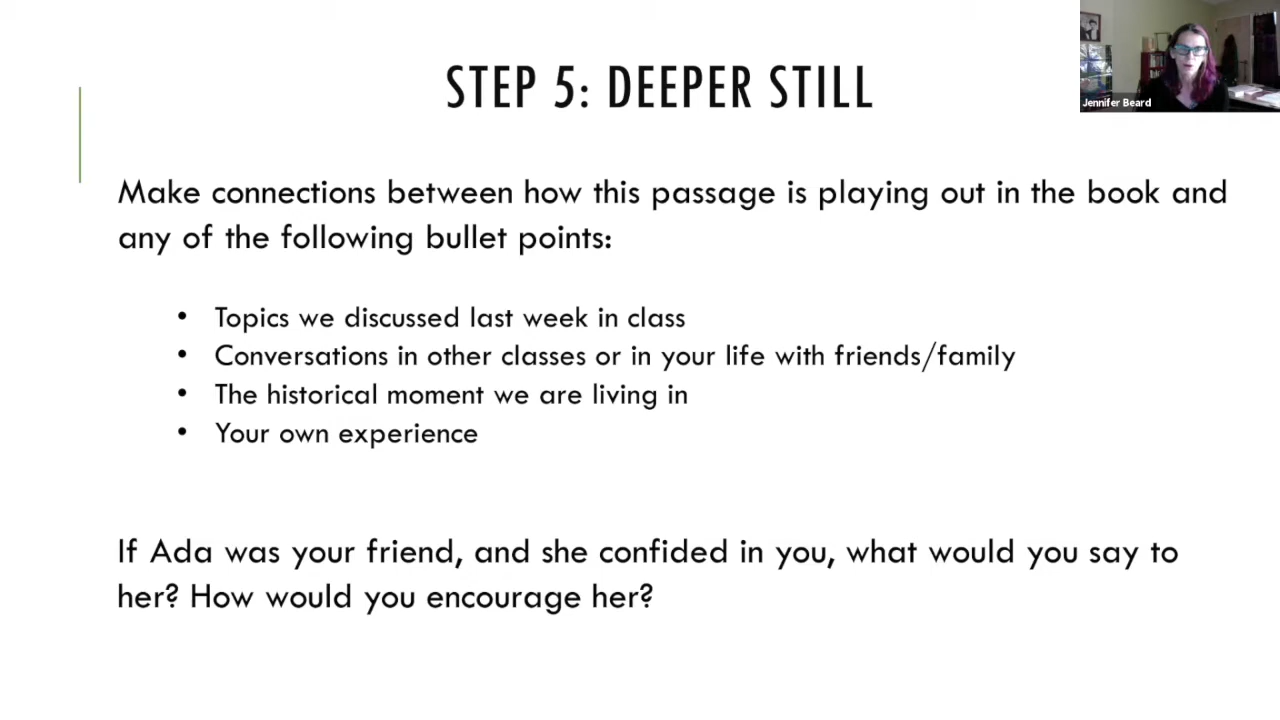 STEP 5: DEEPER STILL
Jennifer Beard
Make connections between how this passage is playing out in the book and
any of the following bullet points:
• Topics we discussed last week in class
• Conversations in other classes or in your life with friends/family
• The historical moment we are living in
• Your own experience
If Ada was your friend, and she confided in you, what would you say to
her? How would you encourage her?